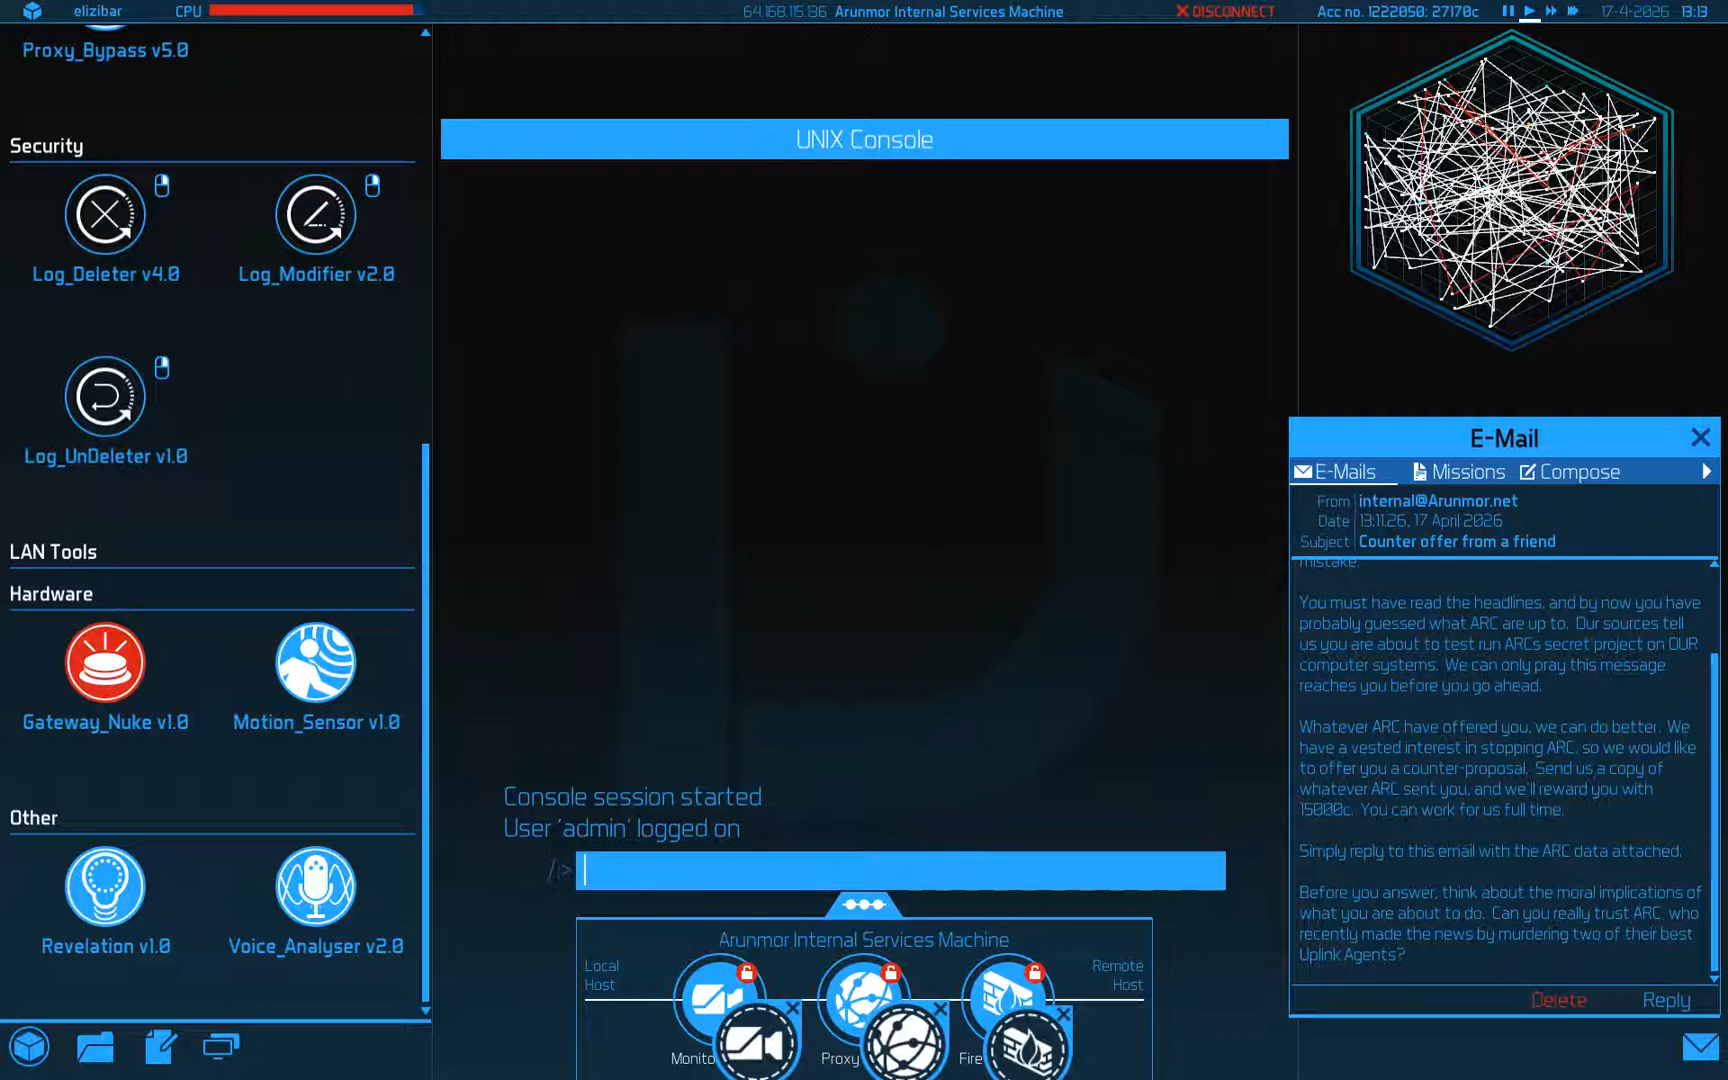 elizibar
CPU
64.168.115.136 Arunmor Internal Services Machine
DISCONNECT
Acc no. 1222050: 27170c
17-4-2026 13:13
Proxy_Bypass v5.0
Security
Log_Deleter v4.0
Log_Modifier v2.0
Log_UnDeleter v1.0
LAN Tools
Hardware
Gateway_Nuke v1.0
Motion_Sensor v1.0
Other
Revelation v1.0
Voice_Analyser v2.0
UNIX Console
Console session started
User 'admin' logged on
/|>
Arunmor Internal Services Machine
Local
Host
Remote
Host
Monito
Proxy
Fire
E-Mail
E-Mails
Missions
Compose
From internal@Arunmor.net
Date 13:11.26, 17 April 2026
Subject Counter offer from a friend
mistake.
You must have read the headlines, and by now you have
probably guessed what ARC are up to. Our sources tell
us you are about to test run ARCs secret project on OUR
computer systems. We can only pray this message
reaches you before you go ahead.
Whatever ARC have offered you, we can do better. We
have a vested interest in stopping ARC, so we would like
to offer you a counter-proposal. Send us a copy of
whatever ARC sent you, and we'll reward you with
15000c. You can work for us full time.
Simply reply to this email with the ARC data attached.
Before you answer, think about the moral implications of
what you are about to do. Can you really trust ARC, who
recently made the news by murdering two of their best
Uplink Agents?
Delete
Reply